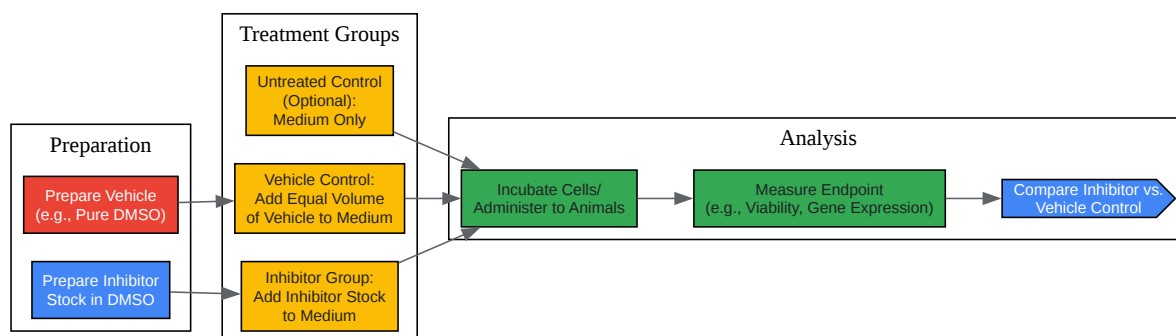 Preparation
Prepare Vehicle
(e.g., Pure DMSO)
Prepare Inhibitor
Stock in DMSO
Treatment Groups
Untreated Control
(Optional):
Medium Only
Vehicle Control:
Add Equal Volume
of Vehicle to Medium
Inhibitor Group:
Add Inhibitor Stock
to Medium
Analysis
Incubate Cells/
Administer to Animals
Measure Endpoint
(e.g., Viability, Gene Expression)
Compare Inhibitor vs.
Vehicle Control